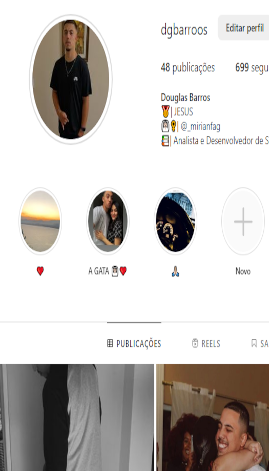 dgbarroos
Editar perfil
48 publicações
699 segu
Douglas Barros
🏅| JESUS
| @_mirianfag
| Analista e Desenvolvedor de S
❤️
A GATA ❤️
Novo
PUBLICAÇÕES
REELS
SA